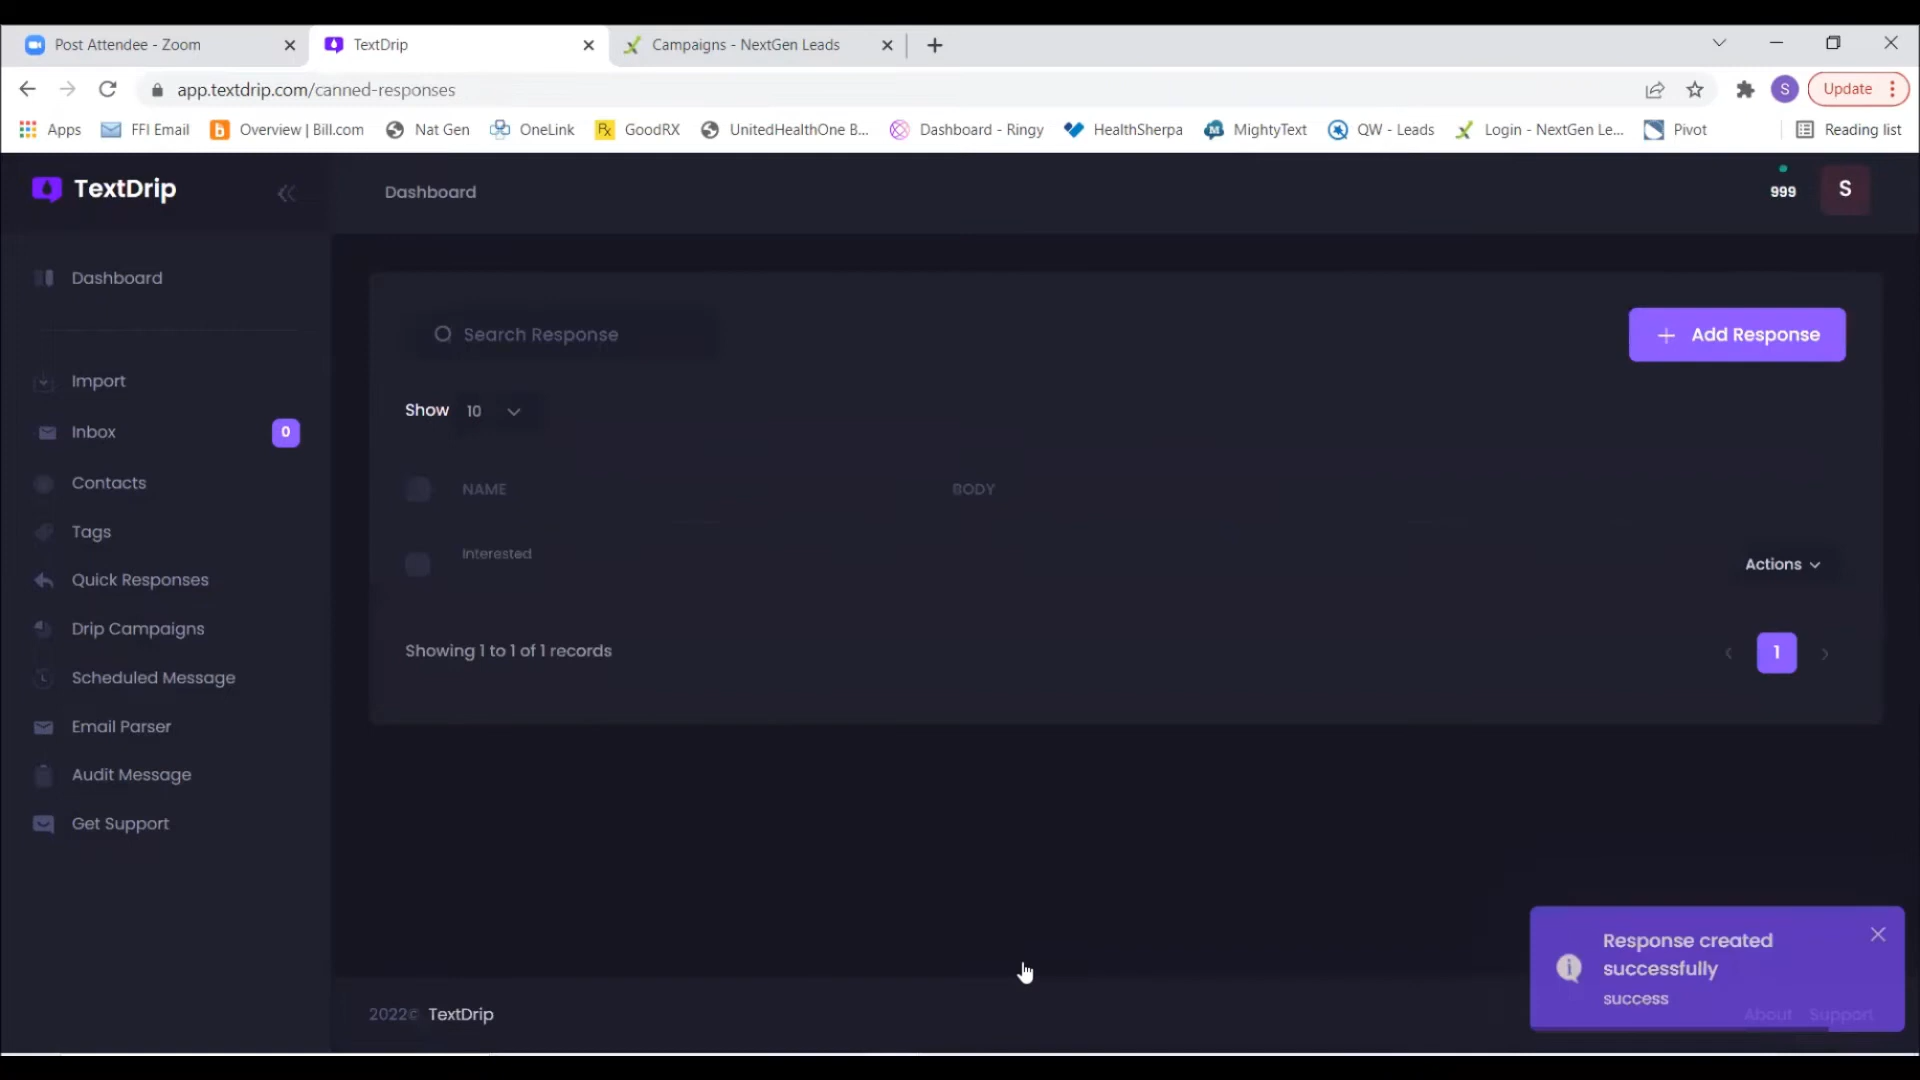 Post Attendee - Zoom
TextDrip
Campaigns - NextGen Leads
app.textdrip.com/canned-responses
S
Update
Apps
FFI Email
Overview | Bill.com
Nat Gen
OneLink
GoodRX
UnitedHealthOne B...
Dashboard - Ringy
HealthSherpa
MightyText
QW - Leads
Login - NextGen Le...
Pivot
Reading list
TextDrip
Dashboard
999
S
Dashboard
Import
Inbox
0
Contacts
Tags
Quick Responses
Drip Campaigns
Scheduled Message
Email Parser
Audit Message
Get Support
Search Response
Add Response
Show 10
NAME
BODY
Interested
Actions
Showing 1 to 1 of 1 records
1
Response created
successfully
success
2022© TextDrip
About
Support